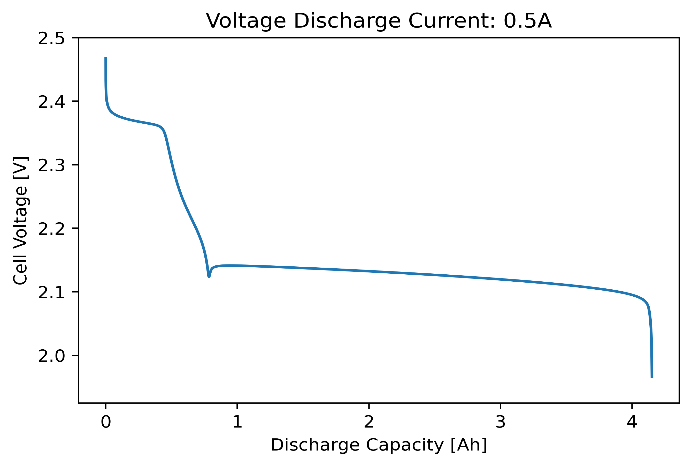 Voltage Discharge Current: 0.5A
2.5
2.4
2.3
2.2
2.1
2.0
Cell Voltage [V]
0 1 2 3 4
Discharge Capacity [Ah]